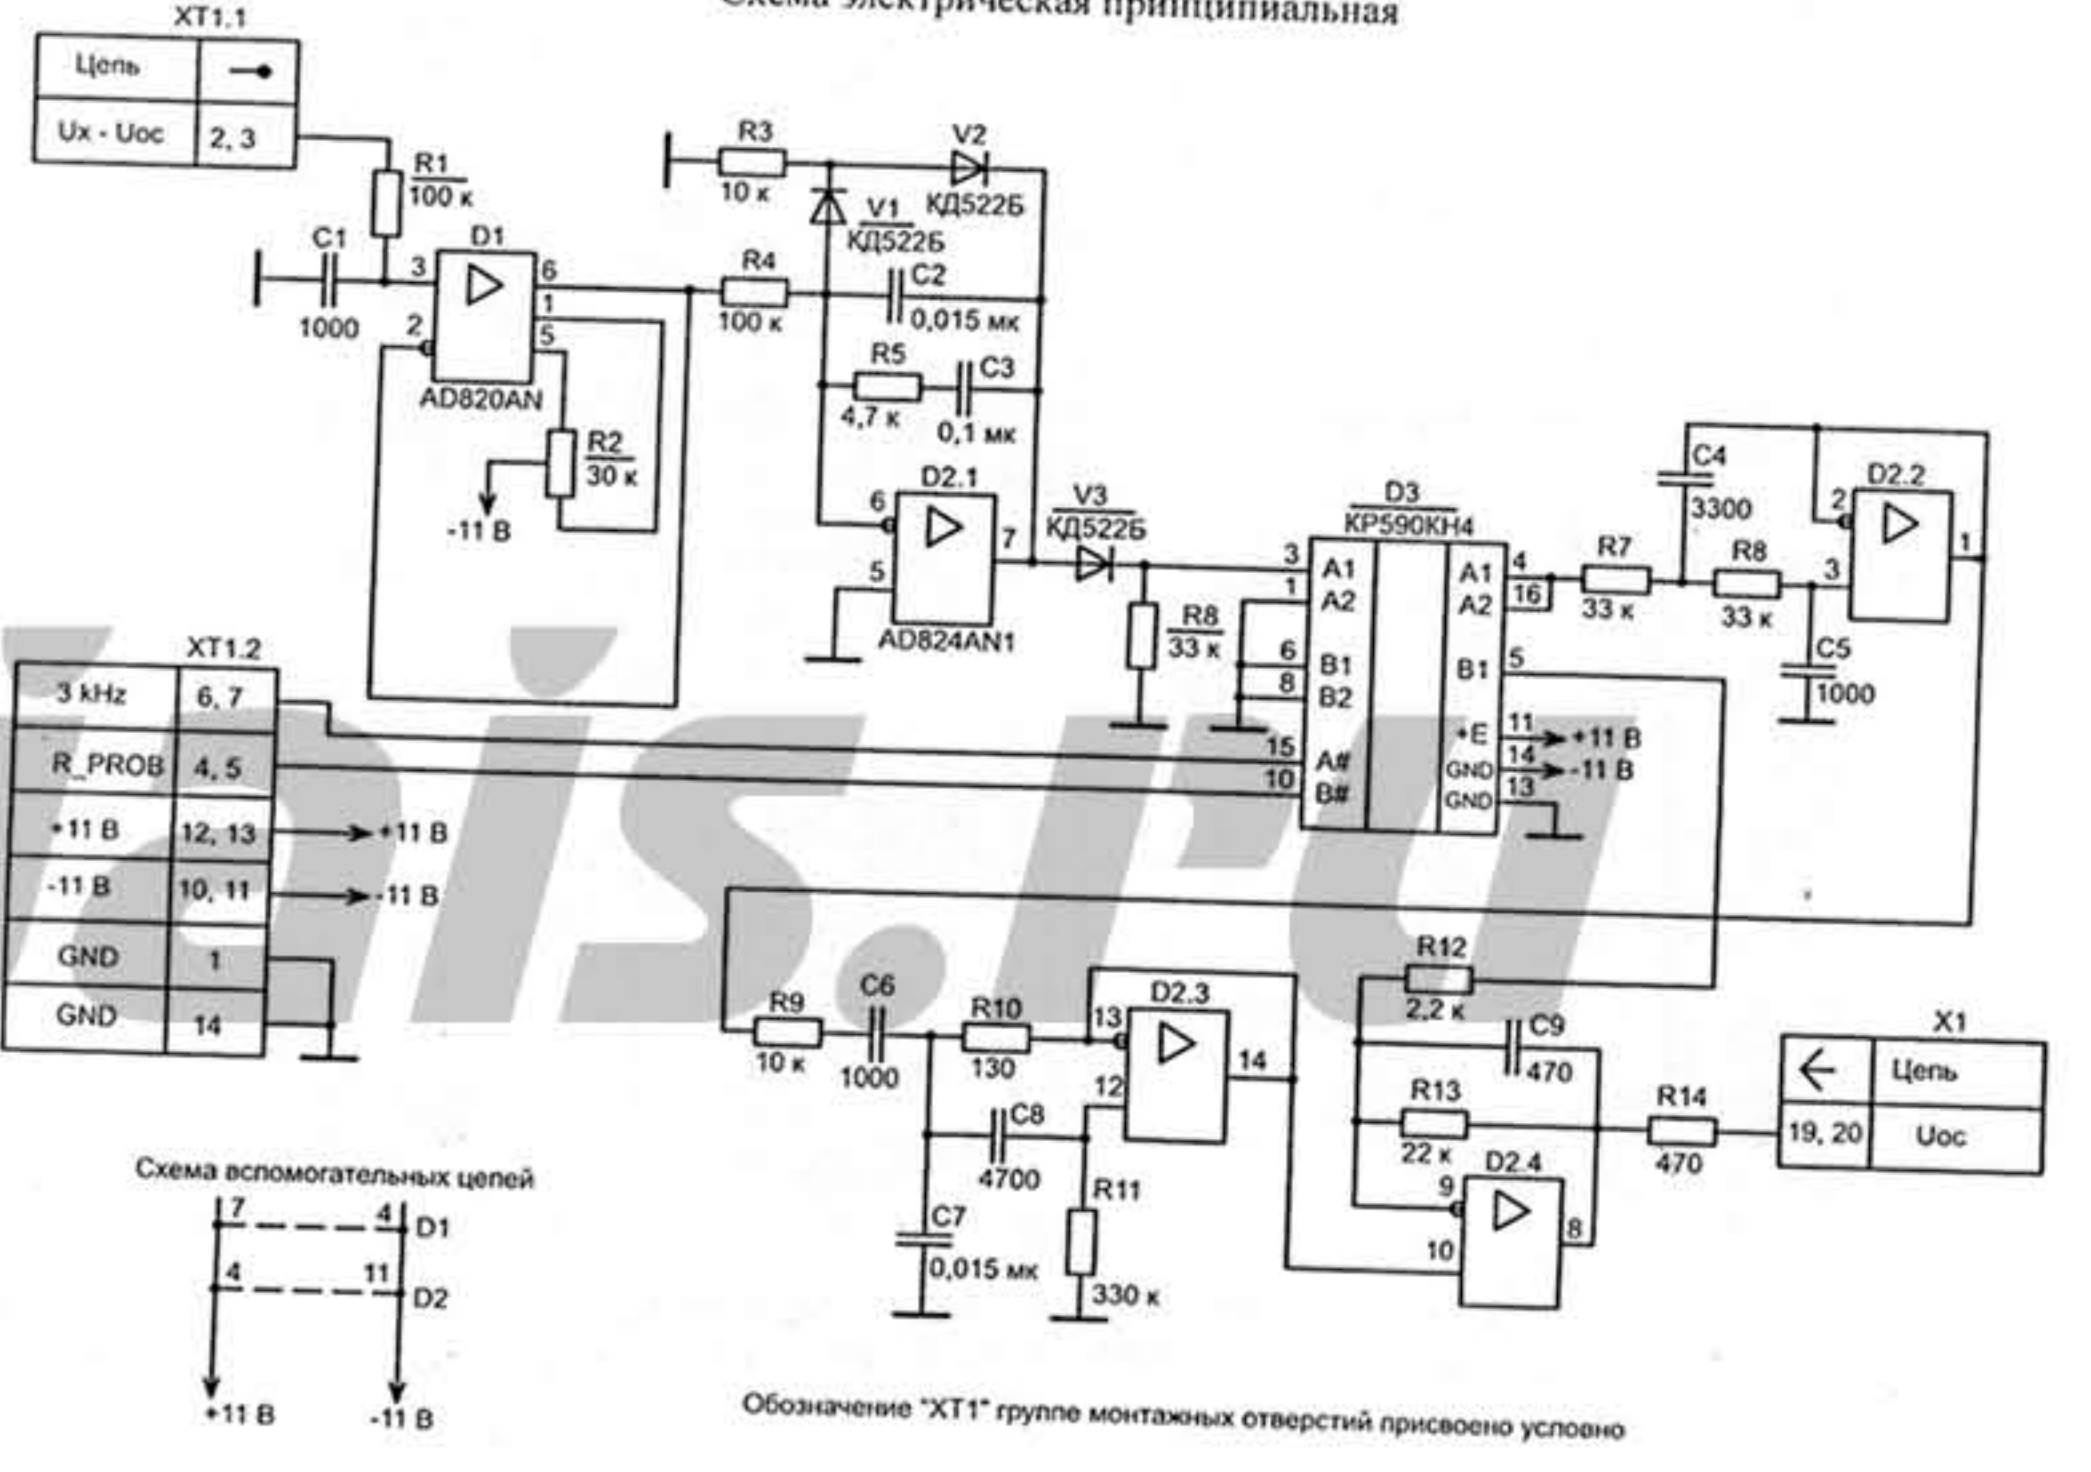 Схема электрическая принципиальная
XT1.1
Цепь
Ux - Uoc 2, 3
R1
100 к
C1
1000
D1
3
2
6
1
5
AD820AN
R2
30 к
-11 В
R3
10 к
V2
КД522Б
V1
КД522Б
R4
100 к
C2
0,015 мк
R5
4,7 к
C3
0,1 мк
D2.1
6
5
7
AD824AN1
V3
КД522Б
R8
33 к
D3
КР590КН4
3 A1
1 A2
6 B1
8 B2
15 A#
10 B#
A1 4
A2 16
B1 5
+E 11 +11 В
GND 14 -11 В
GND 13
R7
33 к
C4
3300
R8
33 к
C5
1000
D2.2
2
3
1
XT1.2
3 kHz 6, 7
R_PROB 4, 5
+11 В 12, 13 +11 В
-11 В 10, 11 -11 В
GND 1
GND 14
nais.ru
R9
10 к
C6
1000
R10
130
C8
4700
C7
0,015 мк
R11
330 к
D2.3
13
12
14
R12
2,2 к
C9
470
R13
22 к
D2.4
9
10
8
R14
470
X1
Цепь
19, 20 Uoc
Схема вспомогательных цепей
7 4 D1
4 11 D2
+11 В -11 В
Обозначение "XT1" группе монтажных отверстий присвоено условно